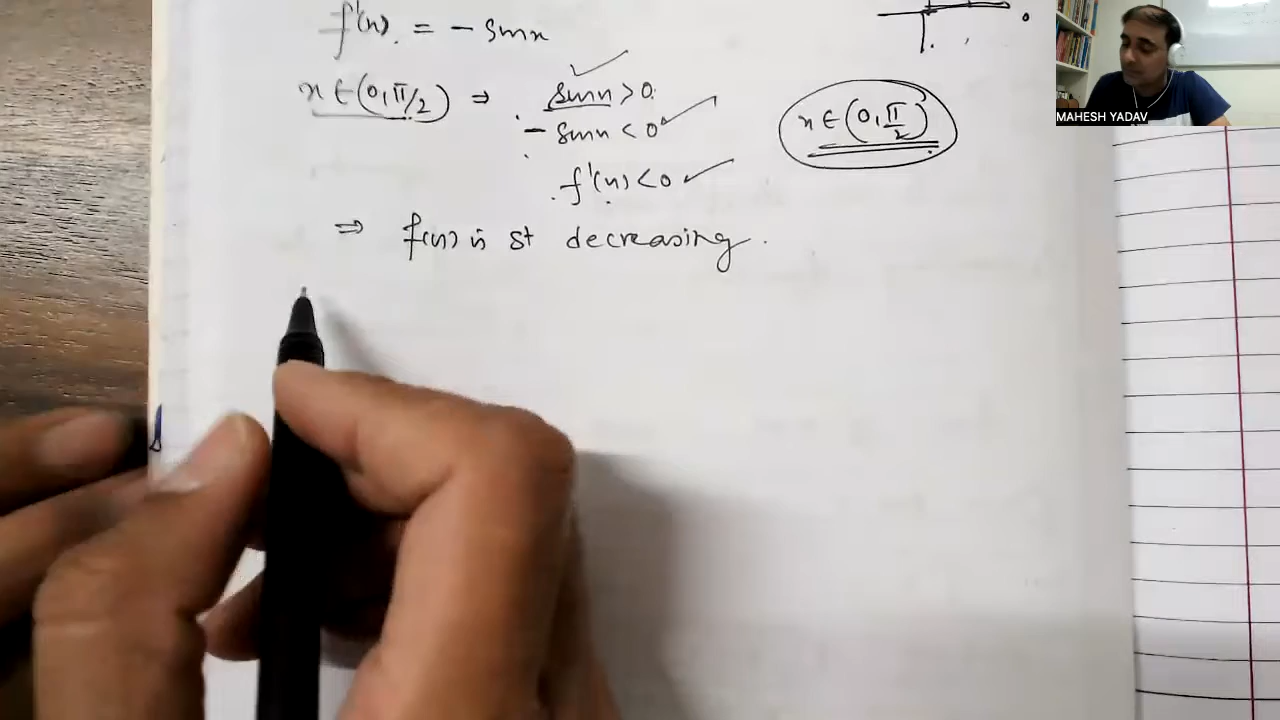 f'(x) = - sinx
x ∈ (0, π/2) ⇒ sinx > 0
- sinx < 0
x ∈ (0, π/2)
f'(x) < 0
⇒ f(x) is st decreasing.
MAHESH YADAV